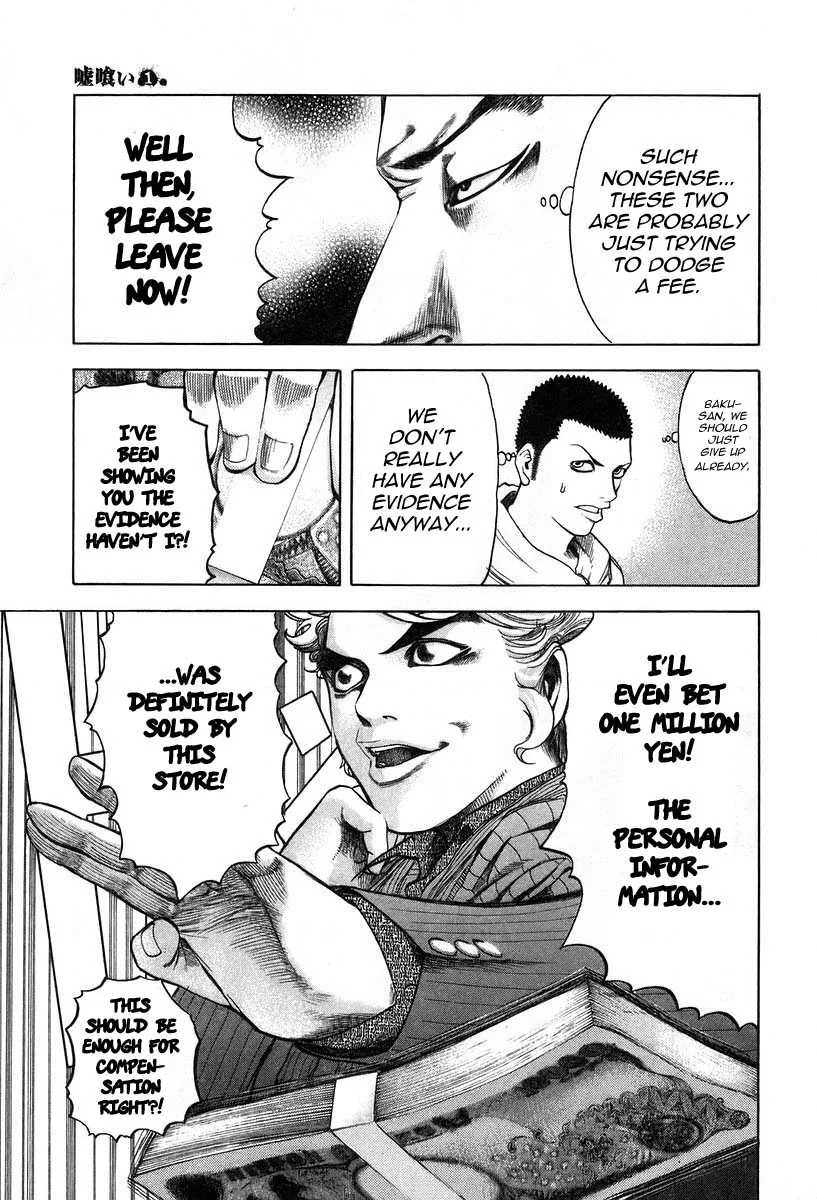 嘘喰い1.
SUCH
NONSENSE...
THESE TWO
ARE PROBABLY
JUST TRYING
TO DODGE
A FEE.
WELL
THEN,
PLEASE
LEAVE
NOW!
BAKU-
SAN, WE
SHOULD
JUST
GIVE UP
ALREADY.
WE
DON'T
REALLY
HAVE ANY
EVIDENCE
ANYWAY...
I'VE
BEEN
SHOWING
YOU THE
EVIDENCE
HAVEN'T I?!
I'LL
EVEN BET
ONE MILLION
YEN!
THE
PERSONAL
INFOR-
MATION...
...WAS
DEFINITELY
SOLD BY
THIS
STORE!
THIS
SHOULD BE
ENOUGH FOR
COMPEN-
SATION
RIGHT?!